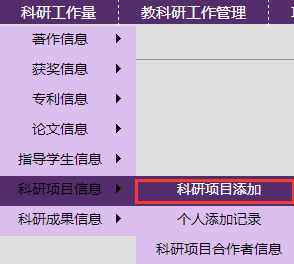 科研工作量 教科研工作管理
著作信息
获奖信息
专利信息
论文信息
指导学生信息
科研项目信息 科研项目添加
科研成果信息 个人添加记录
科研项目合作者信息